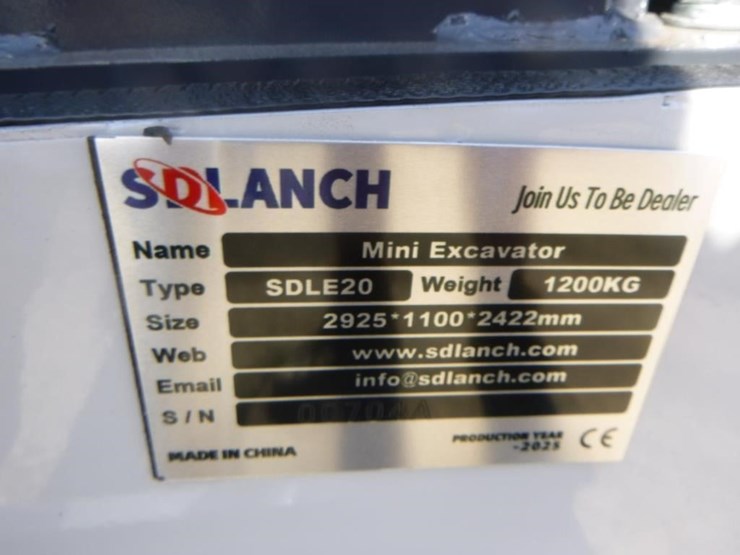 SDLANCH
Join Us To Be Dealer
Name Mini Excavator
Type SDLE20 Weight 1200KG
Size 2925*1100*2422mm
Web www.sdlanch.com
Email info@sdlanch.com
S/N
MADE IN CHINA
PRODUCTION YEAR
-2025
CE